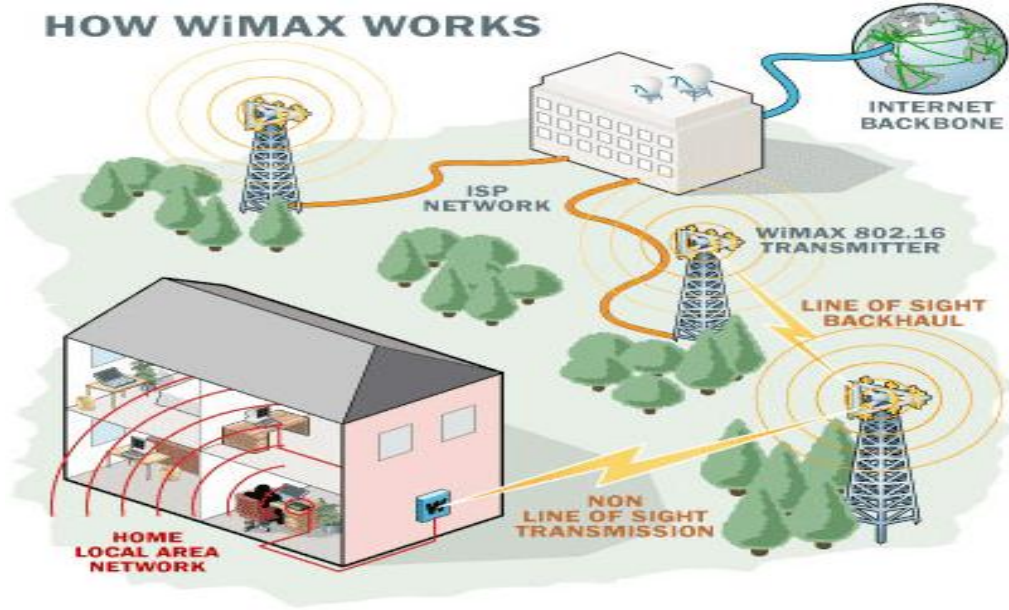 HOW WiMAX WORKS
INTERNET
BACKBONE
ISP
NETWORK
WiMAX 802.16
TRANSMITTER
LINE OF SIGHT
BACKHAUL
NON
LINE OF SIGHT
TRANSMISSION
HOME
LOCAL AREA
NETWORK